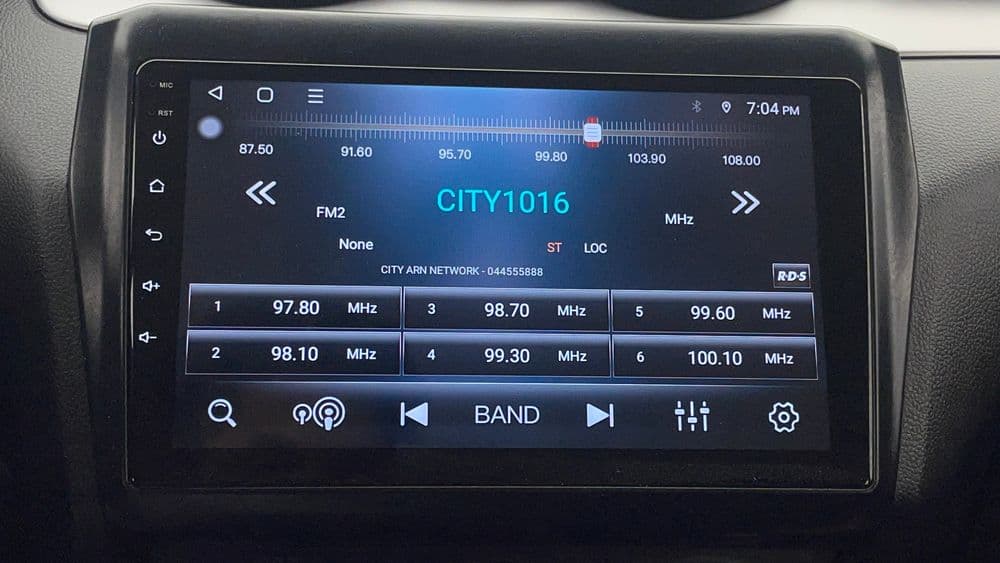 MIC
RST
7:04 PM
87.50 91.60 95.70 99.80 103.90 108.00
CITY1016
FM2 MHz
None ST LOC
CITY ARN NETWORK - 044555888
R·D·S
1 97.80 MHz 3 98.70 MHz 5 99.60 MHz
2 98.10 MHz 4 99.30 MHz 6 100.10 MHz
BAND